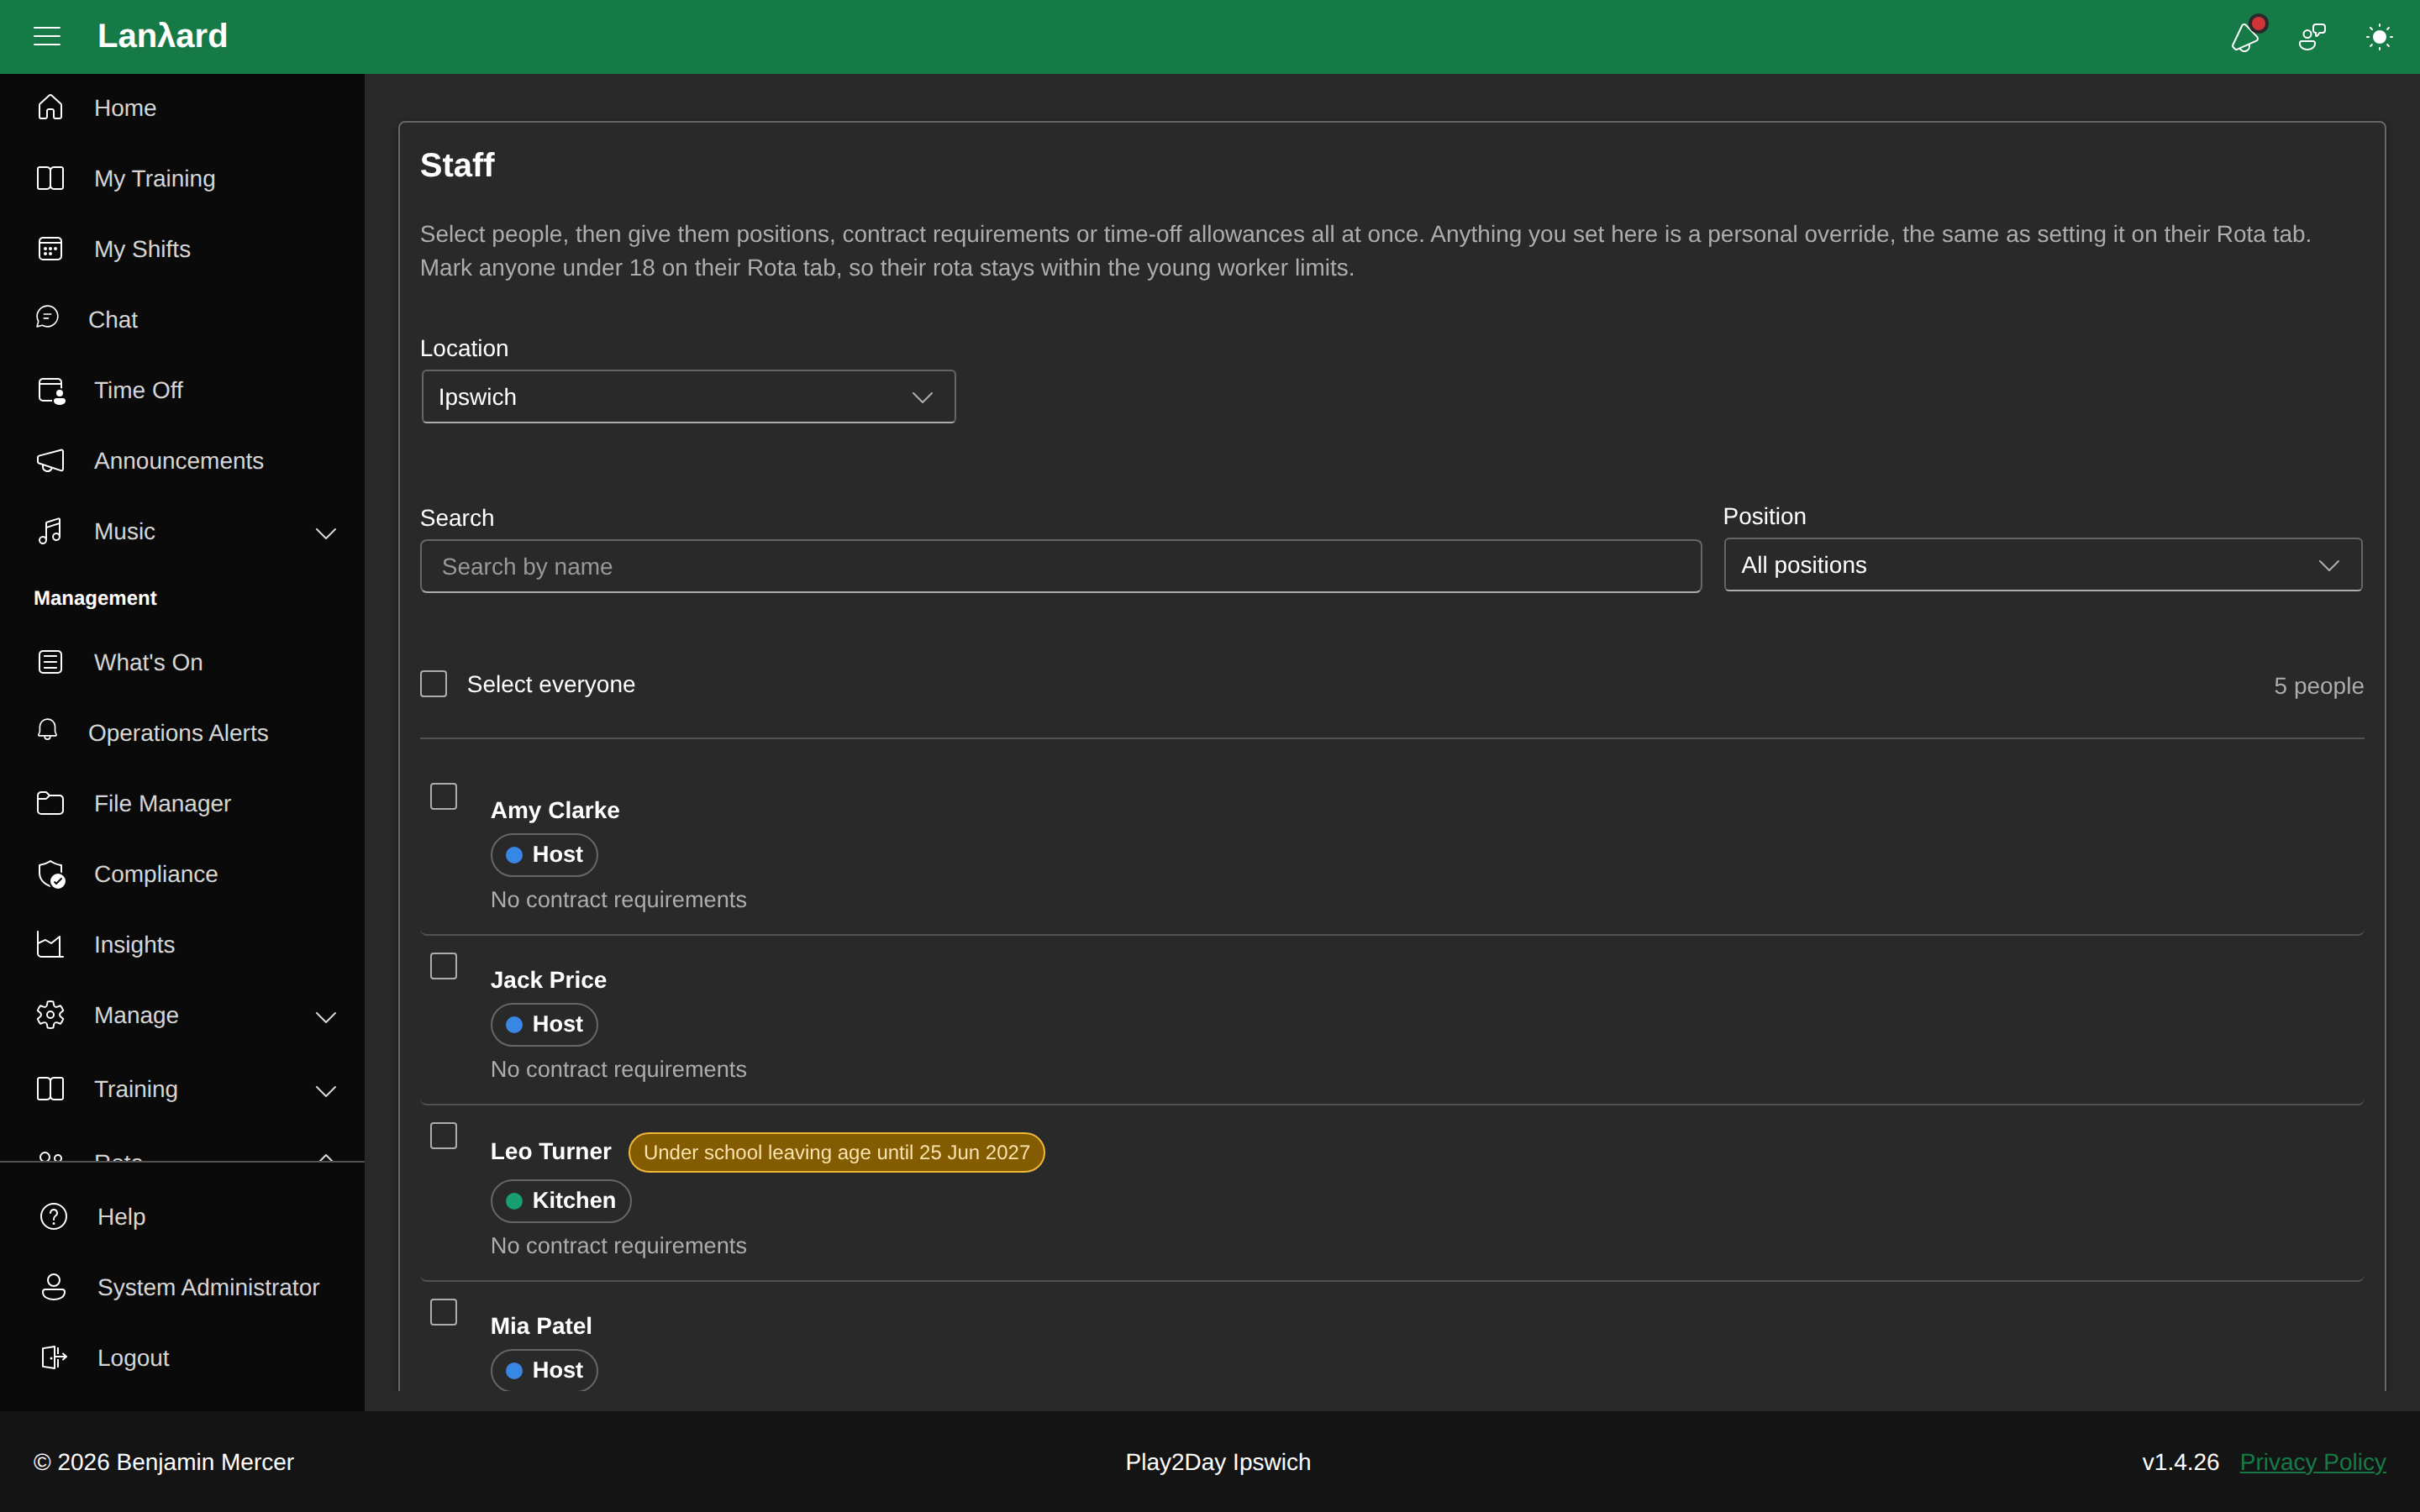 Lanλard
Home
My Training
My Shifts
Chat
Time Off
Announcements
Music
Management
What's On
Operations Alerts
File Manager
Compliance
Insights
Manage
Training
Rota
Help
System Administrator
Logout
Staff
Select people, then give them positions, contract requirements or time-off allowances all at once. Anything you set here is a personal override, the same as setting it on their Rota tab.
Mark anyone under 18 on their Rota tab, so their rota stays within the young worker limits.
Location
Ipswich
Search
Search by name
Position
All positions
Select everyone
5 people
Amy Clarke
Host
No contract requirements
Jack Price
Host
No contract requirements
Leo Turner
Under school leaving age until 25 Jun 2027
Kitchen
No contract requirements
Mia Patel
Host
© 2026 Benjamin Mercer
Play2Day Ipswich
v1.4.26
Privacy Policy